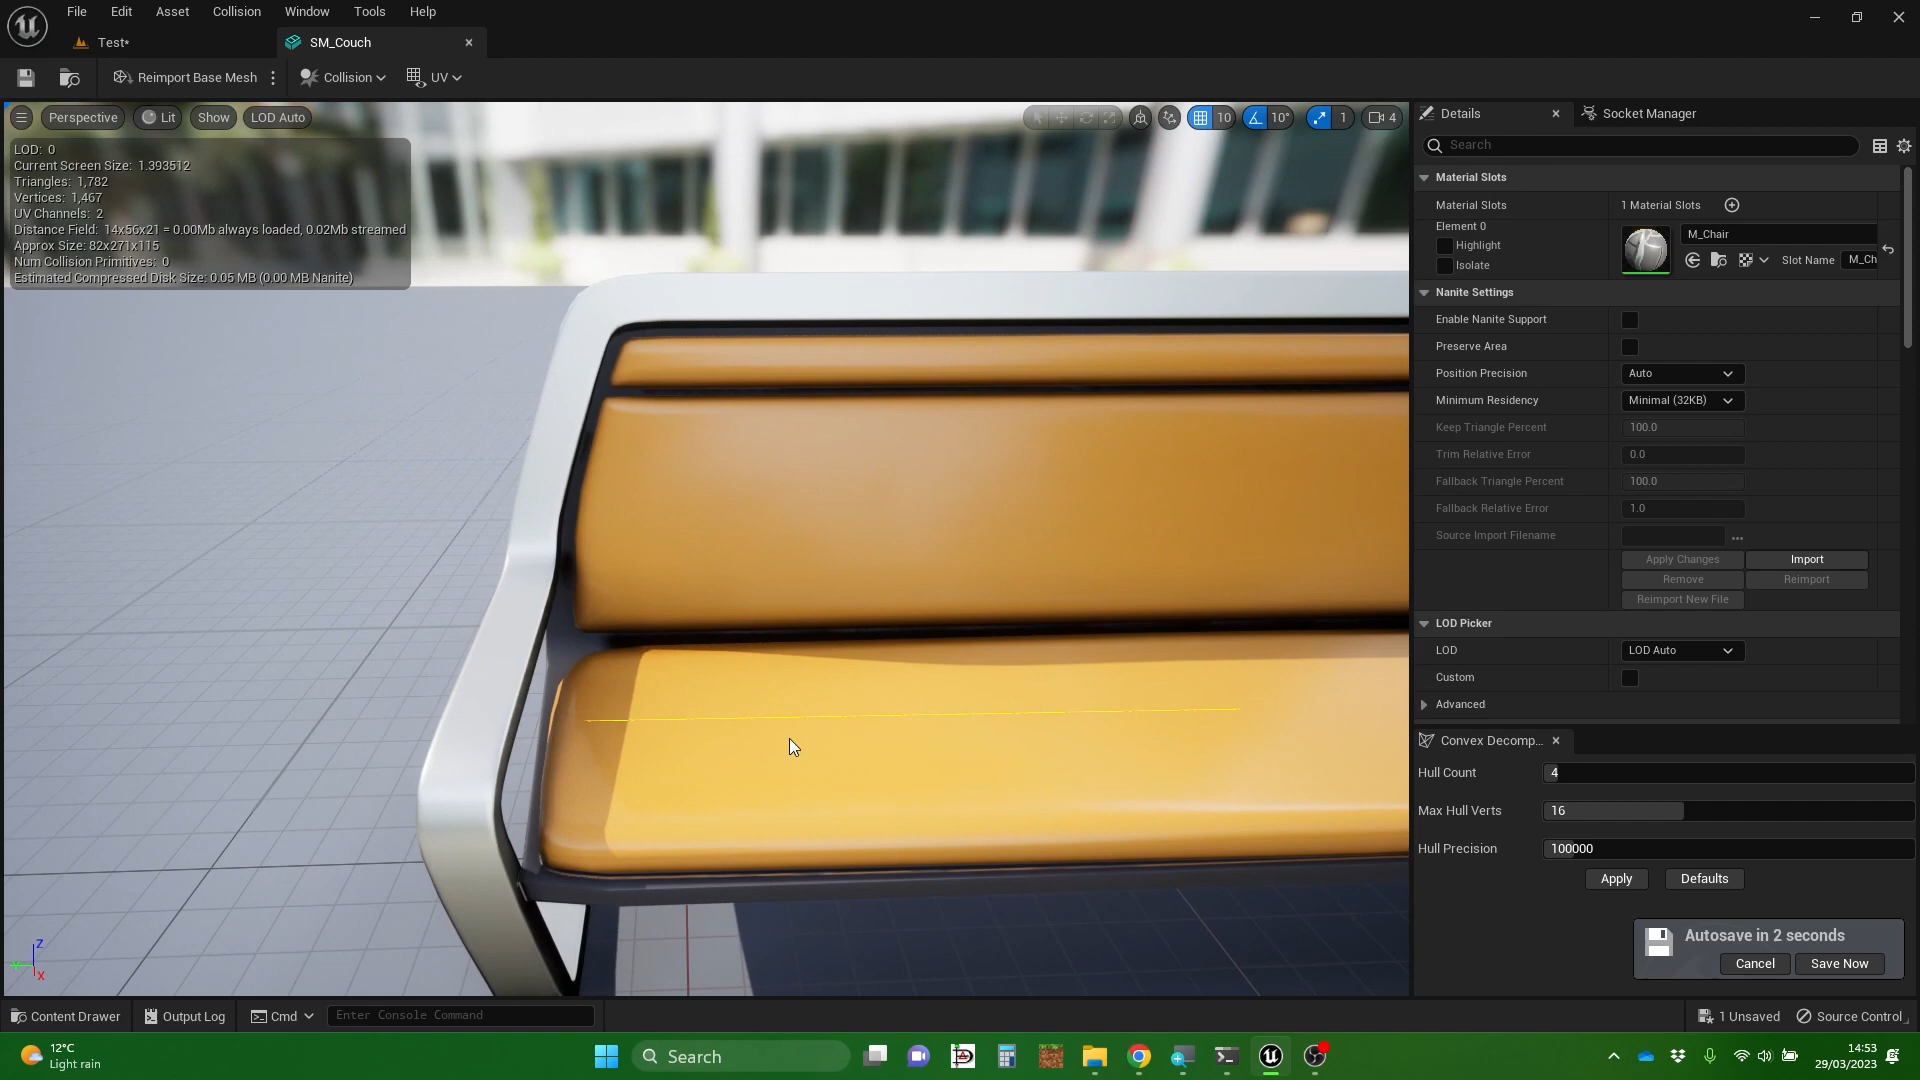 File Edit Asset Collision Window Tools Help
Test*
SM_Couch
Reimport Base Mesh
Collision
UV
Perspective
Lit
Show
LOD Auto
10
10°
1
4
LOD: 0
Current Screen Size: 1.393512
Triangles: 1,782
Vertices: 1,467
UV Channels: 2
Distance Field: 14x56x21 = 0.00Mb always loaded, 0.02Mb streamed
Approx Size: 82x271x115
Num Collision Primitives: 0
Estimated Compressed Disk Size: 0.05 MB (0.00 MB Nanite)
Z
X
Details
Socket Manager
Search
Material Slots
Material Slots 1 Material Slots
Element 0
Highlight
Isolate
M_Chair
Slot Name M_Ch
Nanite Settings
Enable Nanite Support
Preserve Area
Position Precision Auto
Minimum Residency Minimal (32KB)
Keep Triangle Percent 100.0
Trim Relative Error 0.0
Fallback Triangle Percent 100.0
Fallback Relative Error 1.0
Source Import Filename
Apply Changes Import
Remove Reimport
Reimport New File
LOD Picker
LOD LOD Auto
Custom
Advanced
Convex Decomp...
Hull Count 4
Max Hull Verts 16
Hull Precision 100000
Apply Defaults
Autosave in 2 seconds
Cancel Save Now
Content Drawer
Output Log
Cmd
Enter Console Command
1 Unsaved
Source Control
12°C
Light rain
Search
14:53
29/03/2023